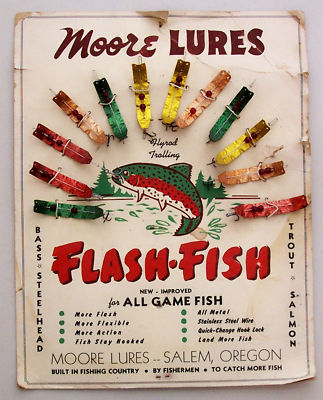 Moore LURES
Flyrod
Trolling
FLASH·FISH
BASS ★ STEELHEAD
TROUT ★ SALMON
NEW - IMPROVED
for ALL GAME FISH
More Flash
More Flexible
More Action
Fish Stay Hooked
All Metal
Stainless Steel Wire
Quick-Change Hook Lock
Land More Fish
MOORE LURES -- SALEM, OREGON
BUILT IN FISHING COUNTRY • BY FISHERMEN • TO CATCH MORE FISH